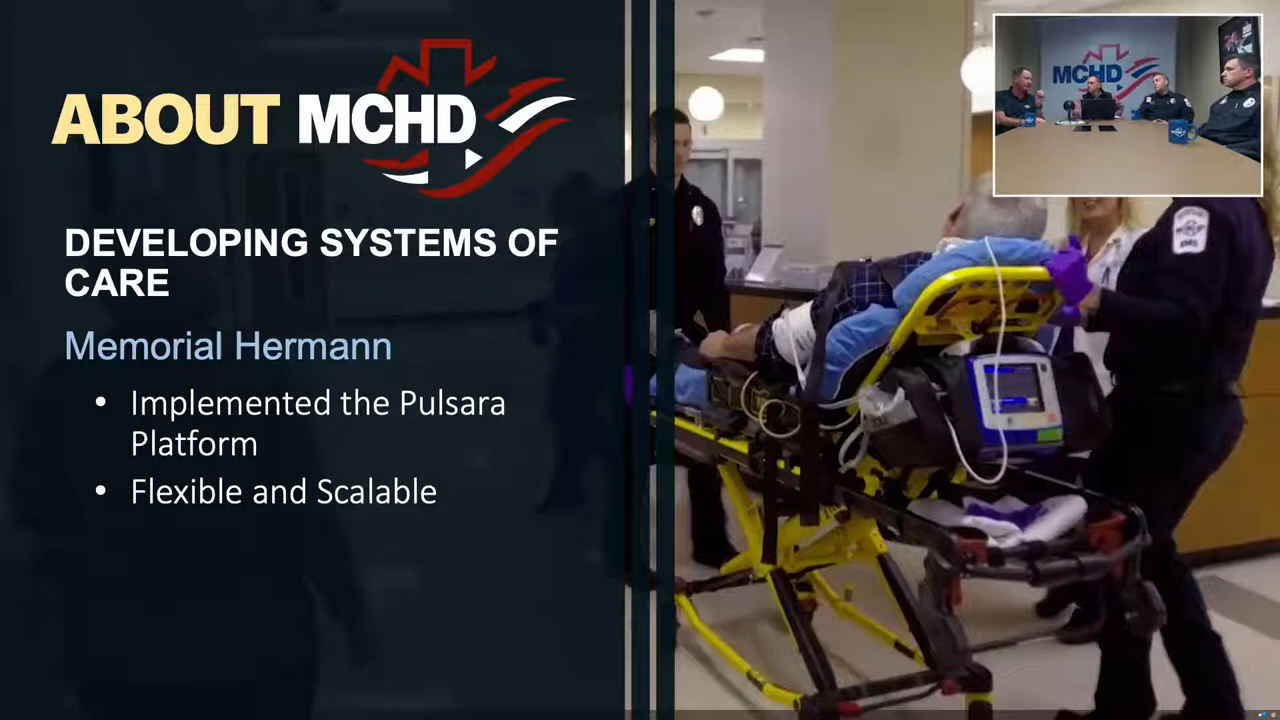 ABOUT MCHD
DEVELOPING SYSTEMS OF
CARE
Memorial Hermann
• Implemented the Pulsara
Platform
• Flexible and Scalable
MCHD
EMS